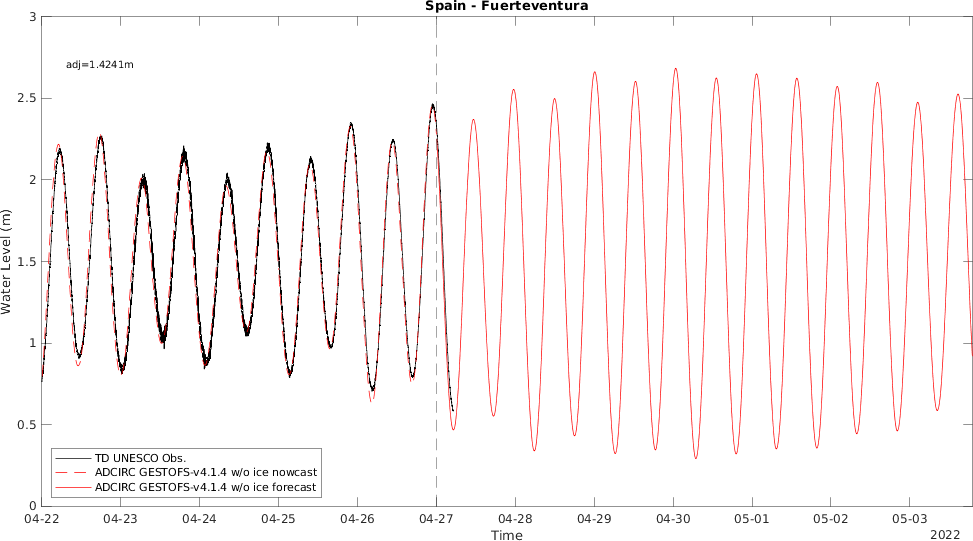 Spain - Fuerteventura
adj=1.4241m
Water Level (m)
3
2.5
2
1.5
1
0.5
0
TD UNESCO Obs.
ADCIRC GESTOFS-v4.1.4 w/o ice nowcast
ADCIRC GESTOFS-v4.1.4 w/o ice forecast
04-22 04-23 04-24 04-25 04-26 04-27 04-28 04-29 04-30 05-01 05-02 05-03
Time
2022